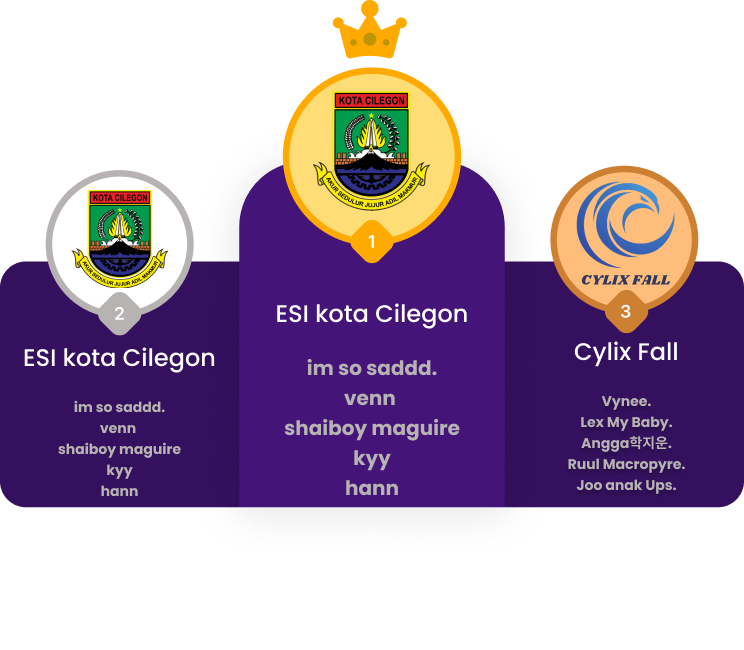 KOTA CILEGON
AKUR SEDULUR JUJUR ADIL MAKMUR
1
ESI kota Cilegon
im so saddd.
venn
shaiboy maguire
kyy
hann
KOTA CILEGON
AKUR SEDULUR JUJUR ADIL MAKMUR
2
ESI kota Cilegon
im so saddd.
venn
shaiboy maguire
kyy
hann
CYLIX FALL
3
Cylix Fall
Vynee.
Lex My Baby.
Angga학지운.
Ruul Macropyre.
Joo anak Ups.